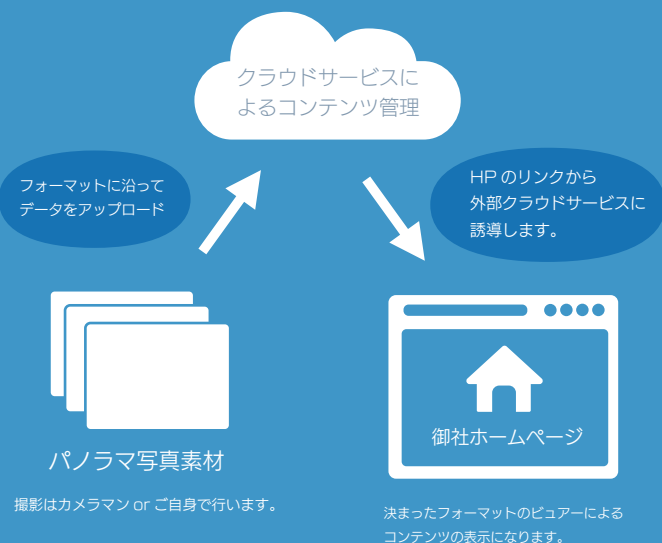 クラウドサービスに
よるコンテンツ管理
フォーマットに沿って
データをアップロード
HP のリンクから
外部クラウドサービスに
誘導します。
パノラマ写真素材
撮影はカメラマン or ご自身で行います。
御社ホームページ
決まったフォーマットのビュアーによる
コンテンツの表示になります。